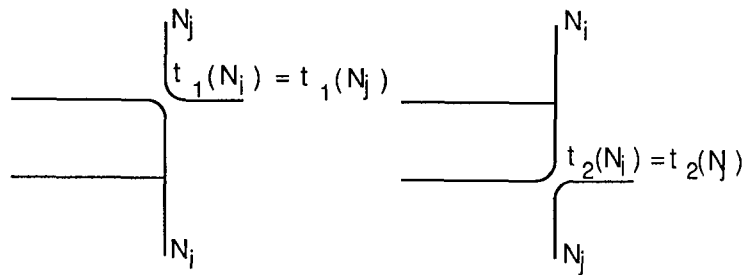 N_j
N_i
t_1(N_i) = t_1(N_j)
t_2(N_i) = t_2(N_j)
N_i
N_j